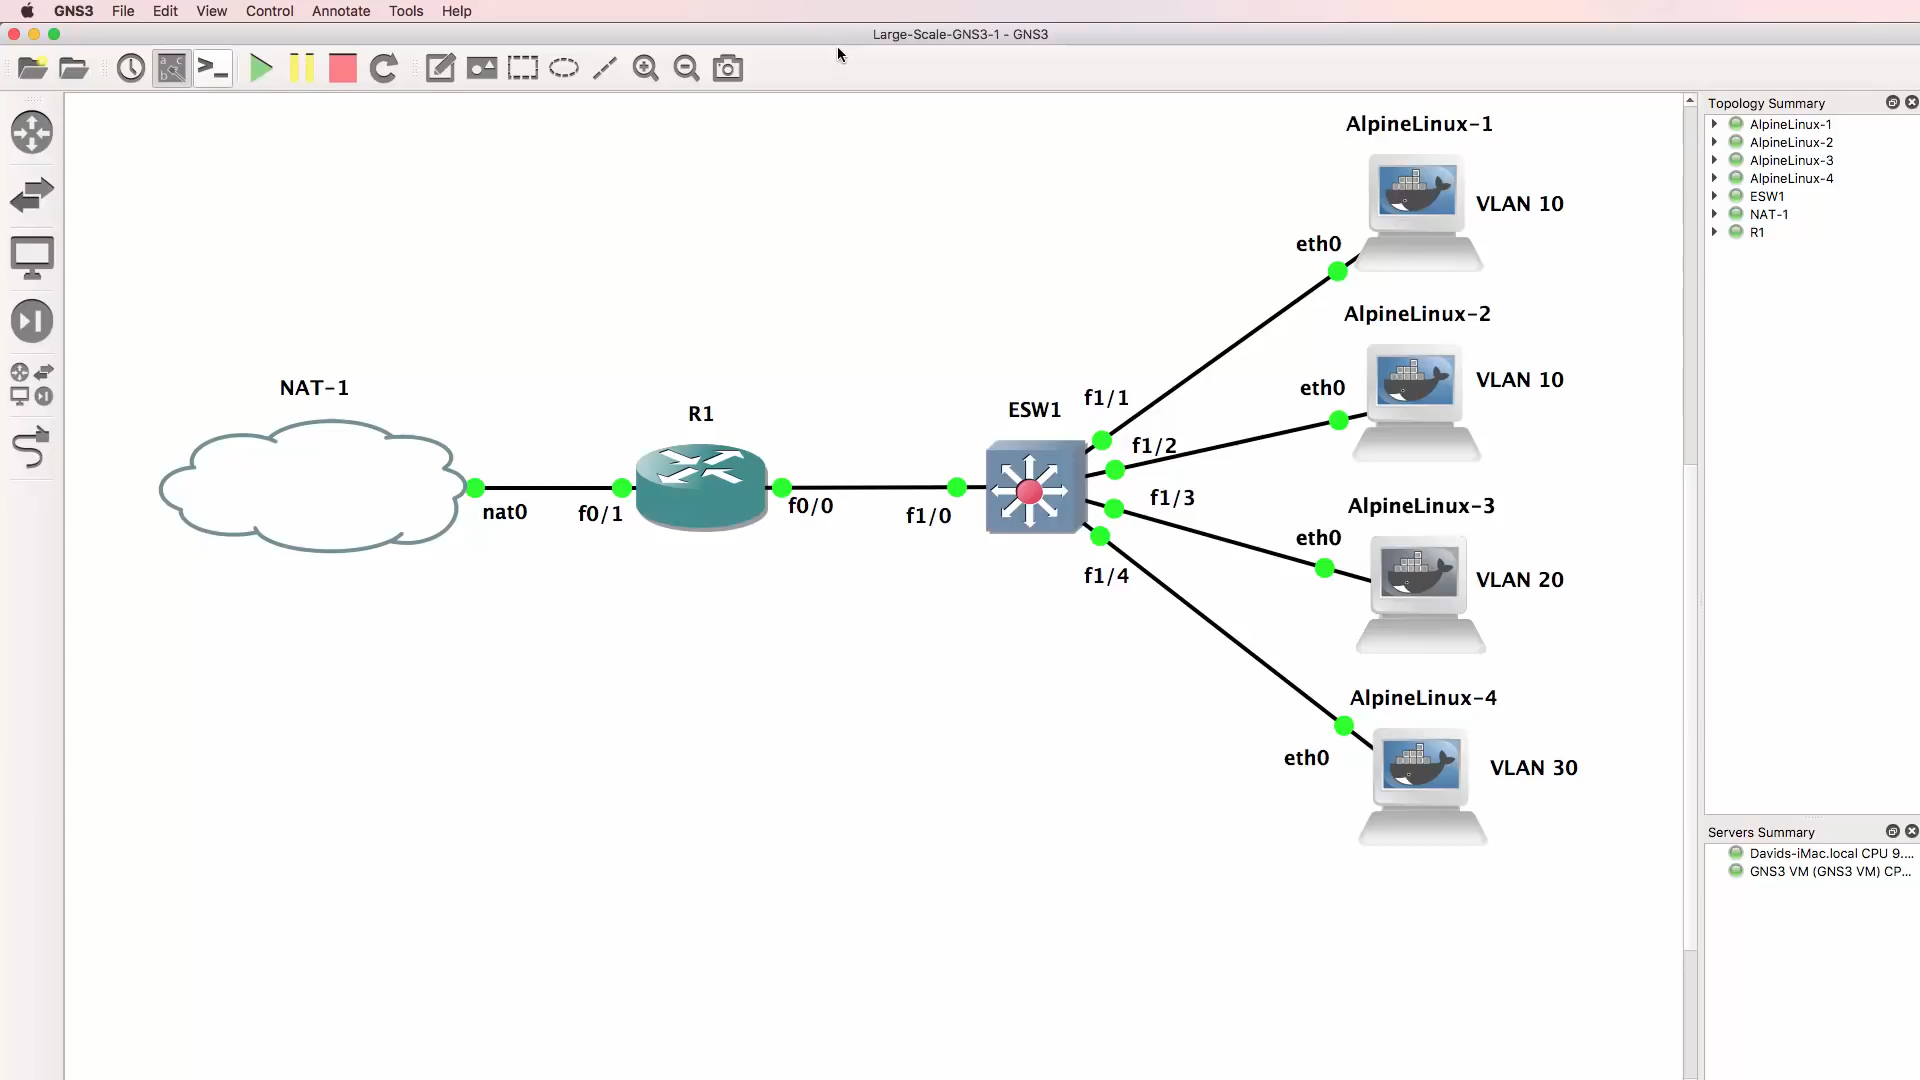 GNS3 File Edit View Control Annotate Tools Help
Large-Scale-GNS3-1 - GNS3
Topology Summary
AlpineLinux-1
AlpineLinux-2
AlpineLinux-3
AlpineLinux-4
ESW1
NAT-1
R1
AlpineLinux-1
VLAN 10
eth0
AlpineLinux-2
VLAN 10
eth0
NAT-1
R1
ESW1
f1/1
f1/2
f1/3
f1/4
nat0
f0/1
f0/0
f1/0
AlpineLinux-3
eth0
VLAN 20
AlpineLinux-4
eth0
VLAN 30
Servers Summary
Davids-iMac.local CPU 9....
GNS3 VM (GNS3 VM) CP...